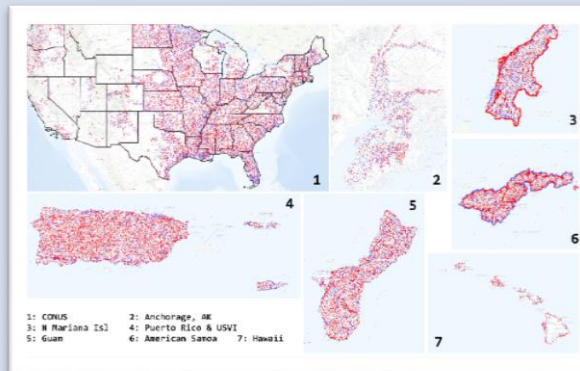 1
2
3
4
5
6
7
1: CONUS 2: Anchorage, AK
3: N Mariana Isl 4: Puerto Rico & USVI
5: Guam 6: American Samoa 7: Hawaii